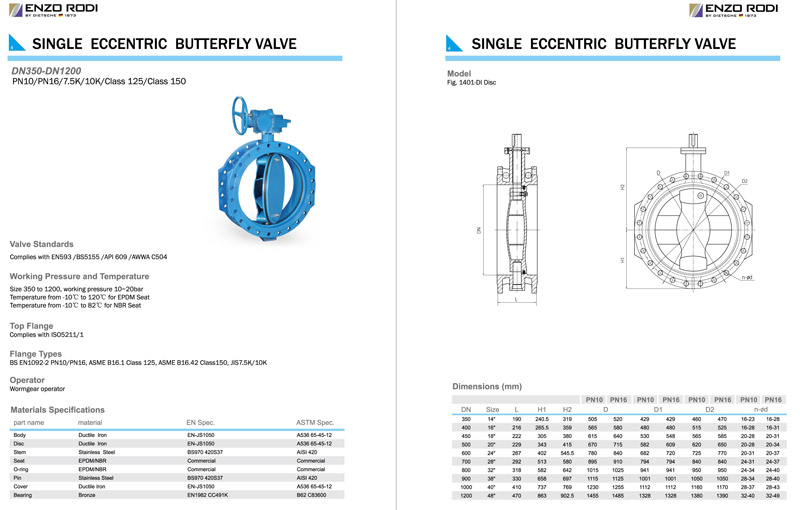 ENZO RODI
BY DIETSCHE 1873
SINGLE ECCENTRIC BUTTERFLY VALVE
DN350-DN1200
PN10/PN16/7.5K/10K/Class 125/Class 150
Valve Standards
Complies with EN593 /BS5155 /API 609 /AWWA C504
Working Pressure and Temperature
Size 350 to 1200, working pressure 10~20bar
Temperature from -10℃ to 120℃ for EPDM Seat
Temperature from -10℃ to 82℃ for NBR Seat
Top Flange
Complies with ISO5211/1
Flange Types
BS EN1092-2 PN10/PN16, ASME B16.1 Class 125, ASME B16.42 Class150, JIS7.5K/10K
Operator
Wormgear operator
Materials Specifications
part name material EN Spec. ASTM Spec.
Body Ductile Iron EN-JS1050 A536 65-45-12
Disc Ductile Iron EN-JS1050 A536 65-45-12
Stem Stainless Steel BS970 420S37 AISI 420
Seat EPDM/NBR Commercial Commercial
O-ring EPDM/NBR Commercial Commercial
Pin Stainless Steel BS970 420S37 AISI 420
Cover Ductile Iron EN-JS1050 A536 65-45-12
Bearing Bronze EN1982 CC491K B62 C83600
ENZO RODI
BY DIETSCHE 1873
SINGLE ECCENTRIC BUTTERFLY VALVE
Model
Fig. 1401-DI Disc
DN
L
H2
H1
D
D1
D2
n-ød
Dimensions (mm)
PN10 PN16 PN10 PN16 PN10 PN16 PN10 PN16
DN Size L H1 H2 D D1 D2 n-ød
350 14" 190 240.5 319 505 520 429 429 460 470 16-23 16-28
400 16" 216 265.5 359 565 580 480 480 515 525 16-28 16-31
450 18" 222 305 380 615 640 530 548 565 585 20-28 20-31
500 20" 229 343 415 670 715 582 609 620 650 20-28 20-34
600 24" 267 402 545.5 780 840 682 720 725 770 20-31 20-37
700 28" 292 513 580 895 910 794 794 840 840 24-31 24-37
800 32" 318 582 642 1015 1025 941 941 950 950 24-34 24-40
900 38" 330 658 697 1115 1125 1001 1001 1050 1050 28-34 28-40
1000 40" 410 737 769 1230 1255 1112 1112 1160 1170 28-37 28-43
1200 48" 470 863 902.5 1455 1485 1328 1328 1380 1390 32-40 32-49